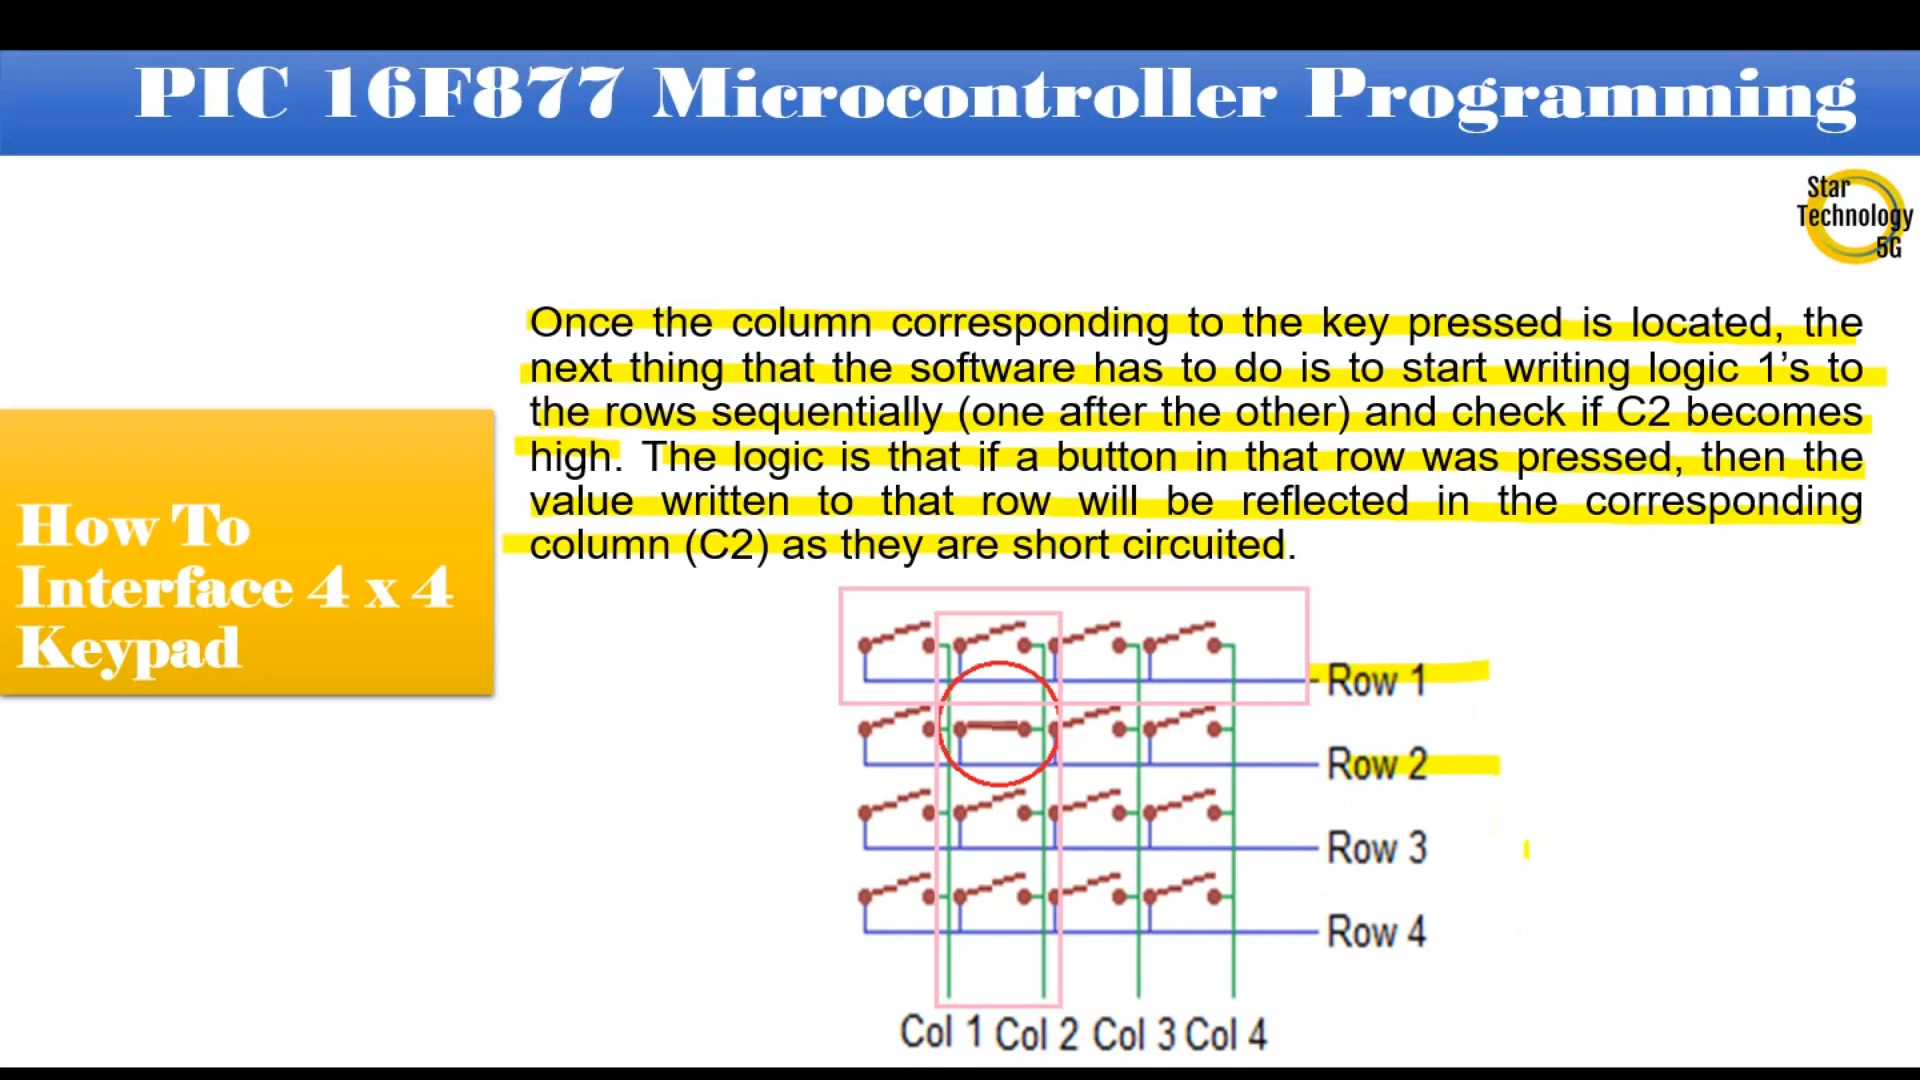 PIC 16F877 Microcontroller Programming
Star
Technology
5G
Once the column corresponding to the key pressed is located, the
next thing that the software has to do is to start writing logic 1’s to
the rows sequentially (one after the other) and check if C2 becomes
high. The logic is that if a button in that row was pressed, then the
value written to that row will be reflected in the corresponding
column (C2) as they are short circuited.
How To
Interface 4 x 4
Keypad
Row 1
Row 2
Row 3
Row 4
Col 1 Col 2 Col 3 Col 4